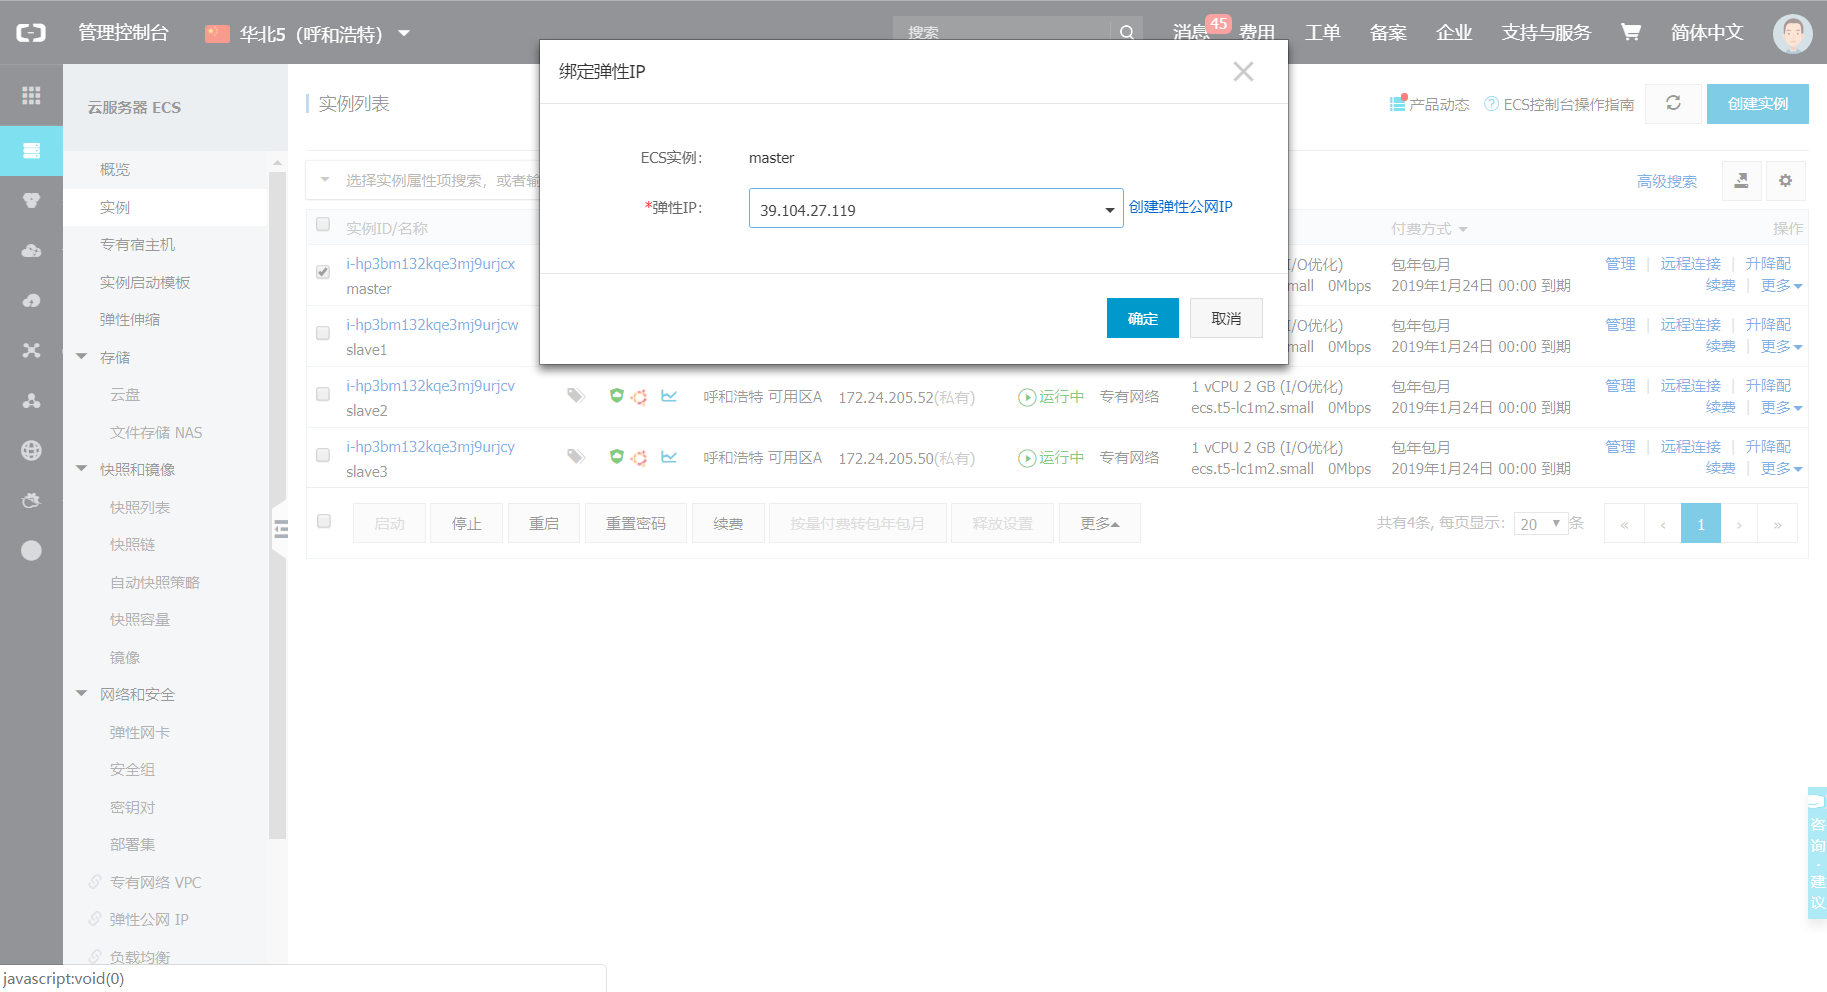 管理控制台
华北5（呼和浩特）
搜索
消息 45
费用
工单
备案
企业
支持与服务
简体中文
云服务器 ECS
概览
实例
专有宿主机
实例启动模板
弹性伸缩
存储
云盘
文件存储 NAS
快照和镜像
快照列表
快照链
自动快照策略
快照容量
镜像
网络和安全
弹性网卡
安全组
密钥对
部署集
专有网络 VPC
弹性公网 IP
负载均衡
javascript:void(0)
实例列表
产品动态
ECS控制台操作指南
创建实例
选择实例属性项搜索，或者输
高级搜索
绑定弹性IP
ECS实例：
master
*弹性IP：
39.104.27.119
创建弹性公网IP
确定
取消
实例ID/名称
付费方式
操作
i-hp3bm132kqe3mj9urjcx
master
I/O优化)
mall 0Mbps
包年包月
2019年1月24日 00:00 到期
管理 | 远程连接 | 升降配
续费 | 更多
i-hp3bm132kqe3mj9urjcw
slave1
I/O优化)
mall 0Mbps
包年包月
2019年1月24日 00:00 到期
管理 | 远程连接 | 升降配
续费 | 更多
i-hp3bm132kqe3mj9urjcv
slave2
呼和浩特 可用区A
172.24.205.52(私有)
运行中
专有网络
1 vCPU 2 GB (I/O优化)
ecs.t5-lc1m2.small 0Mbps
包年包月
2019年1月24日 00:00 到期
管理 | 远程连接 | 升降配
续费 | 更多
i-hp3bm132kqe3mj9urjcy
slave3
呼和浩特 可用区A
172.24.205.50(私有)
运行中
专有网络
1 vCPU 2 GB (I/O优化)
ecs.t5-lc1m2.small 0Mbps
包年包月
2019年1月24日 00:00 到期
管理 | 远程连接 | 升降配
续费 | 更多
启动
停止
重启
重置密码
续费
按量付费转包年包月
释放设置
更多
共有4条, 每页显示: 20 条
« ‹ 1 › »
咨询·建议